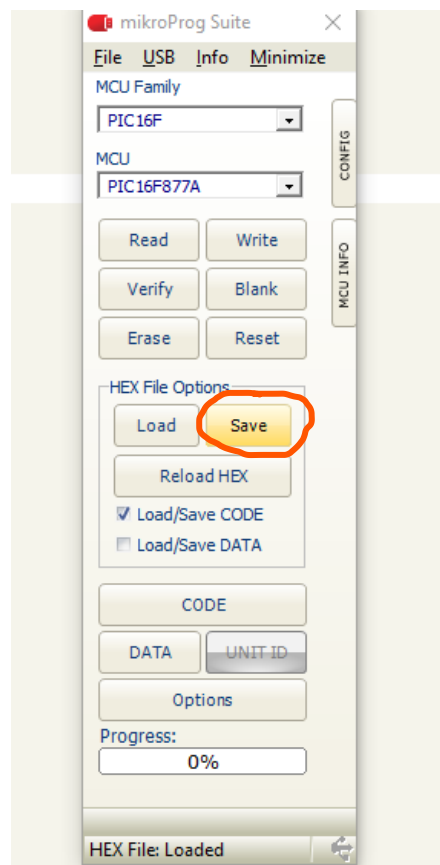 mikroProg Suite
File USB Info Minimize
MCU Family
PIC16F
MCU
PIC16F877A
CONFIG
MCU INFO
Read Write
Verify Blank
Erase Reset
HEX File Options
Load Save
Reload HEX
Load/Save CODE
Load/Save DATA
CODE
DATA UNIT ID
Options
Progress:
0%
HEX File: Loaded